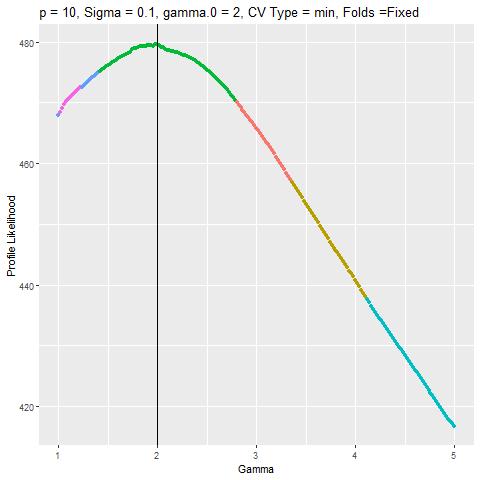 p = 10, Sigma = 0.1, gamma.0 = 2, CV Type = min, Folds =Fixed
Profile Likelihood
480
460
440
420
1 2 3 4 5
Gamma